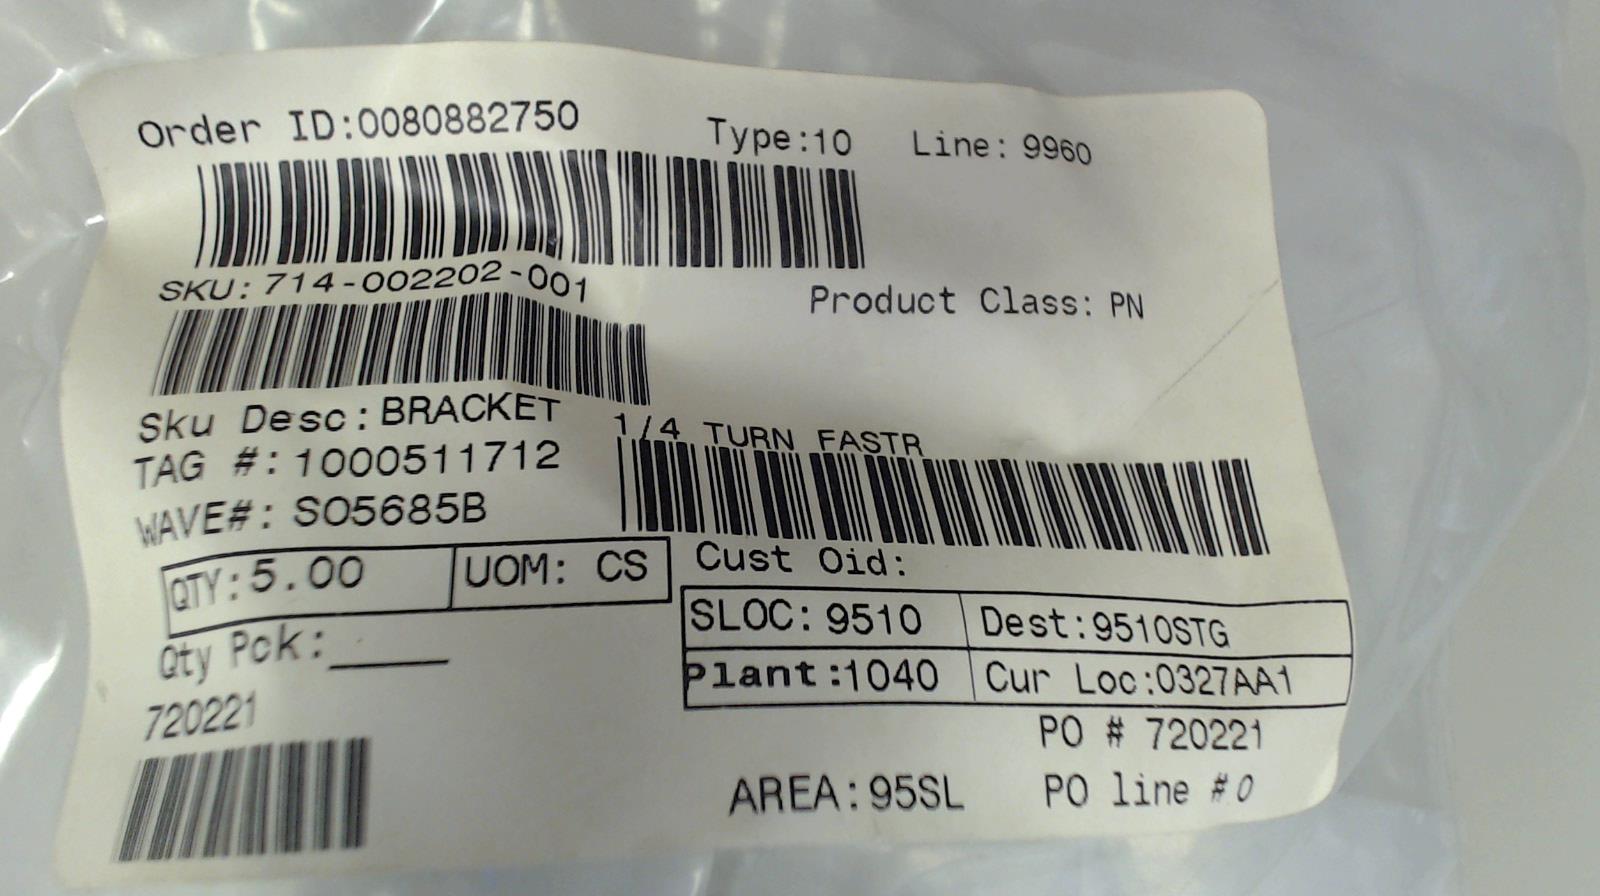 Order ID:0080882750 Type:10 Line: 9960
SKU: 714-002202-001
Product Class: PN
Sku Desc: BRACKET 1/4 TURN FASTR
TAG #: 1000511712
WAVE#: SO5685B
QTY: 5.00 UOM: CS
Cust Oid:
SLOC: 9510 Dest:9510STG
Qty Pck:____
Plant:1040 Cur Loc:0327AA1
720221
PO # 720221
AREA:95SL PO line #0